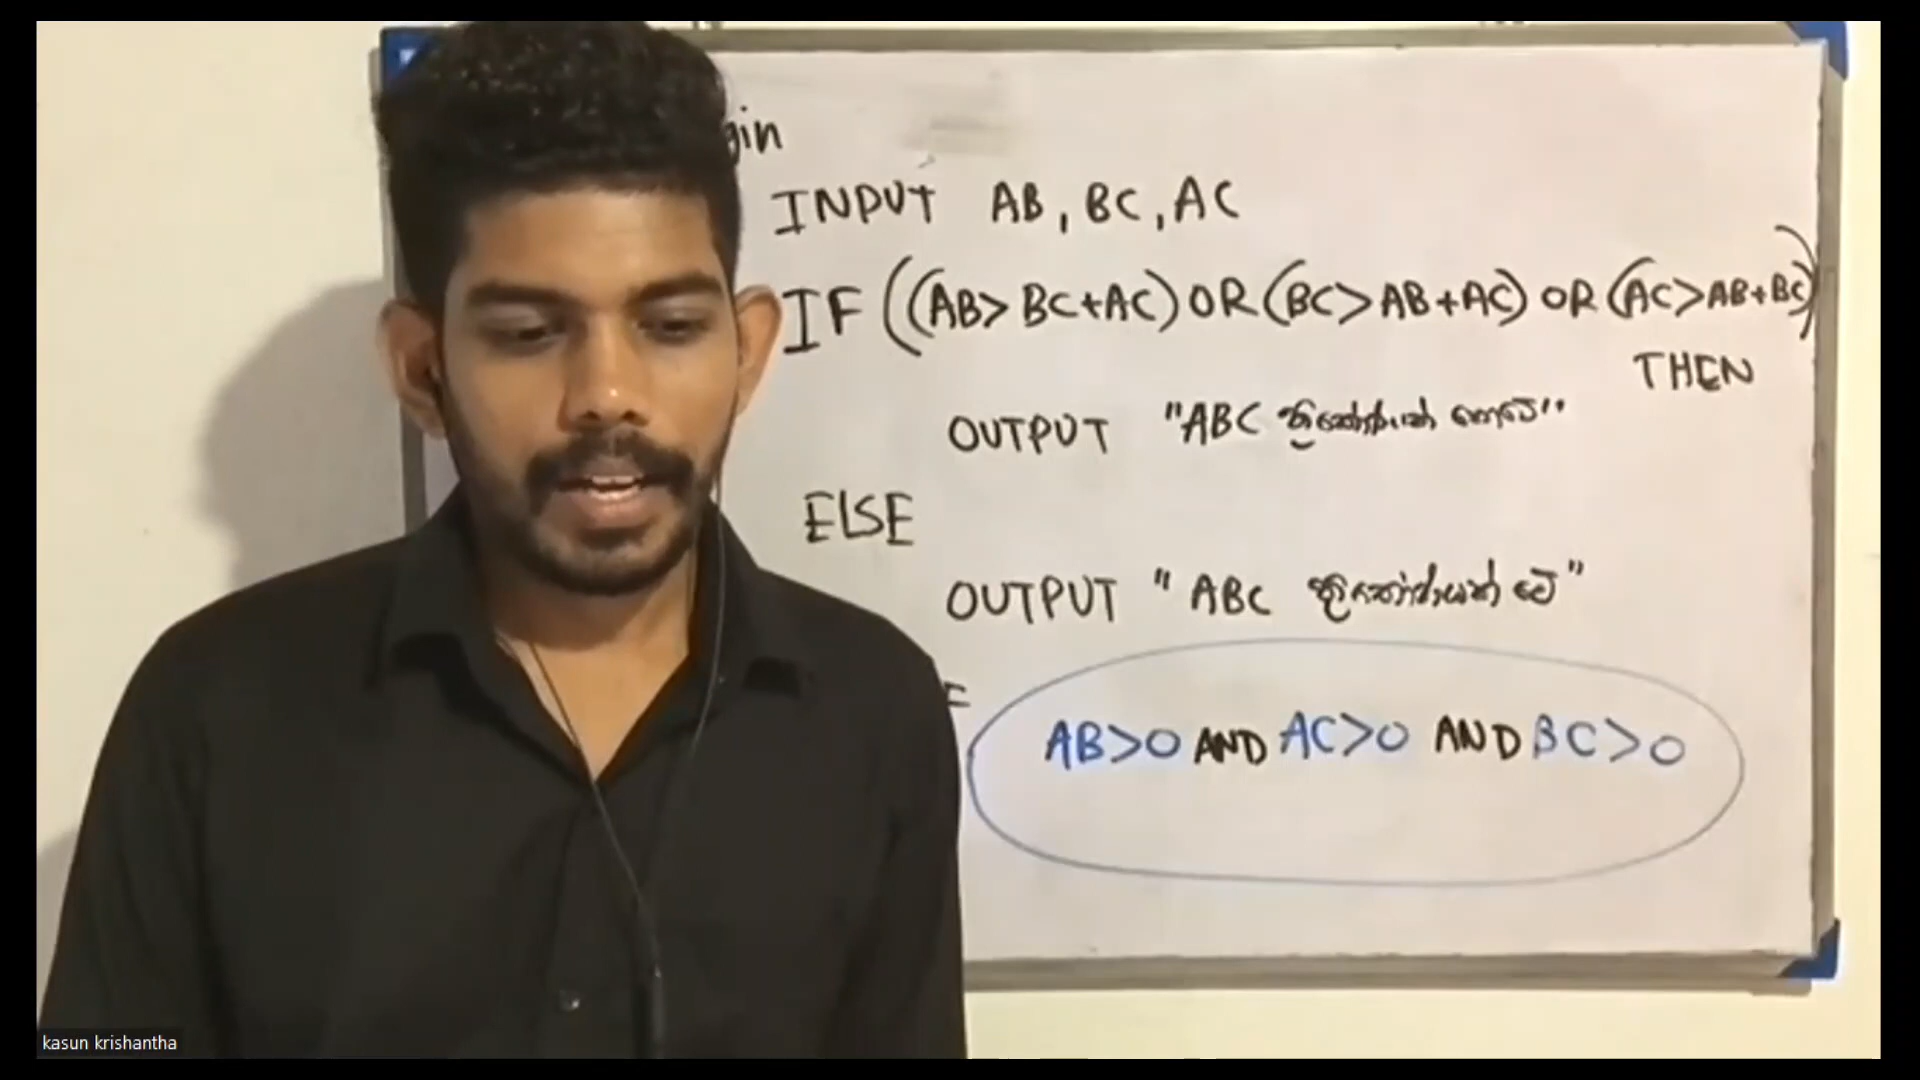 gin
INPUT AB, BC, AC
IF ((AB> BC+AC) OR (BC> AB+AC) OR (AC>AB+BC))
THEN
OUTPUT "ABC ත්‍රිකෝණයක් නොවේ"
ELSE
OUTPUT "ABC ත්‍රිකෝණයක් වේ"
AB>0 AND AC>0 AND BC>0
kasun krishantha